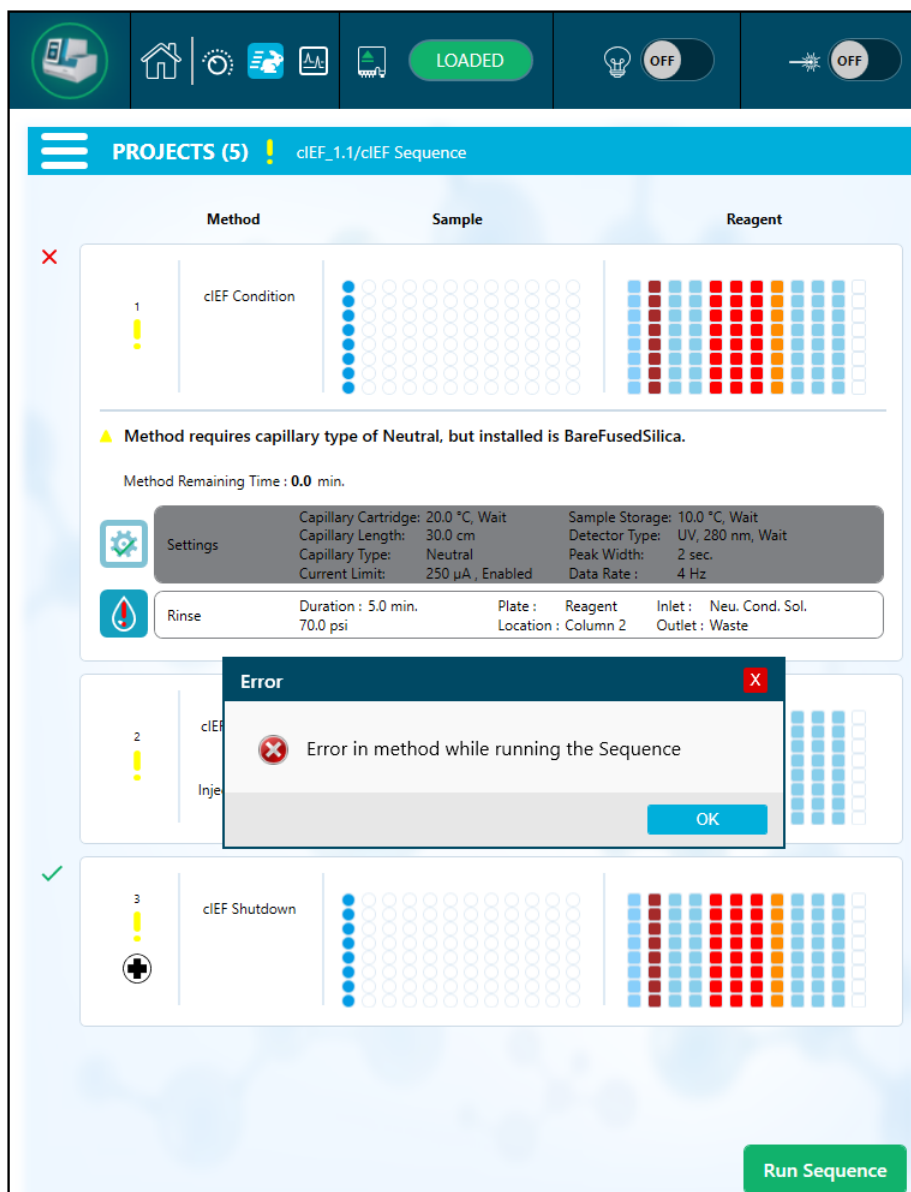 LOADED
OFF
OFF
PROJECTS (5) ! cIEF_1.1/cIEF Sequence
Method Sample Reagent
1
cIEF Condition
Method requires capillary type of Neutral, but installed is BareFusedSilica.
Method Remaining Time : 0.0 min.
Settings
Capillary Cartridge: 20.0 °C, Wait Sample Storage: 10.0 °C, Wait
Capillary Length: 30.0 cm Detector Type: UV, 280 nm, Wait
Capillary Type: Neutral Peak Width: 2 sec.
Current Limit: 250 µA , Enabled Data Rate : 4 Hz
Rinse
Duration : 5.0 min. Plate : Reagent Inlet : Neu. Cond. Sol.
70.0 psi Location : Column 2 Outlet : Waste
Error X
2
cIEF
Error in method while running the Sequence
Inje
OK
3
cIEF Shutdown
Run Sequence